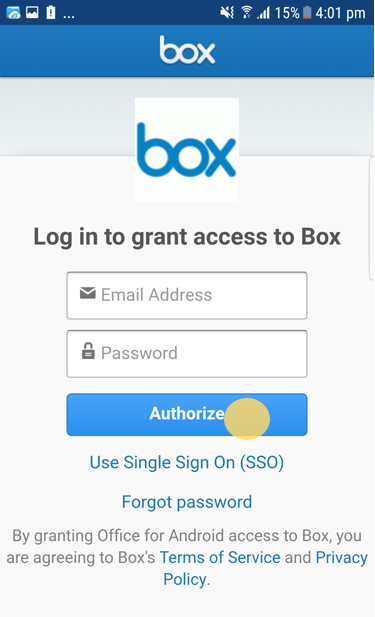 ... 15% 4:01 pm
box
box
Log in to grant access to Box
Email Address
Password
Authorize
Use Single Sign On (SSO)
Forgot password
By granting Office for Android access to Box, you
are agreeing to Box's Terms of Service and Privacy
Policy.